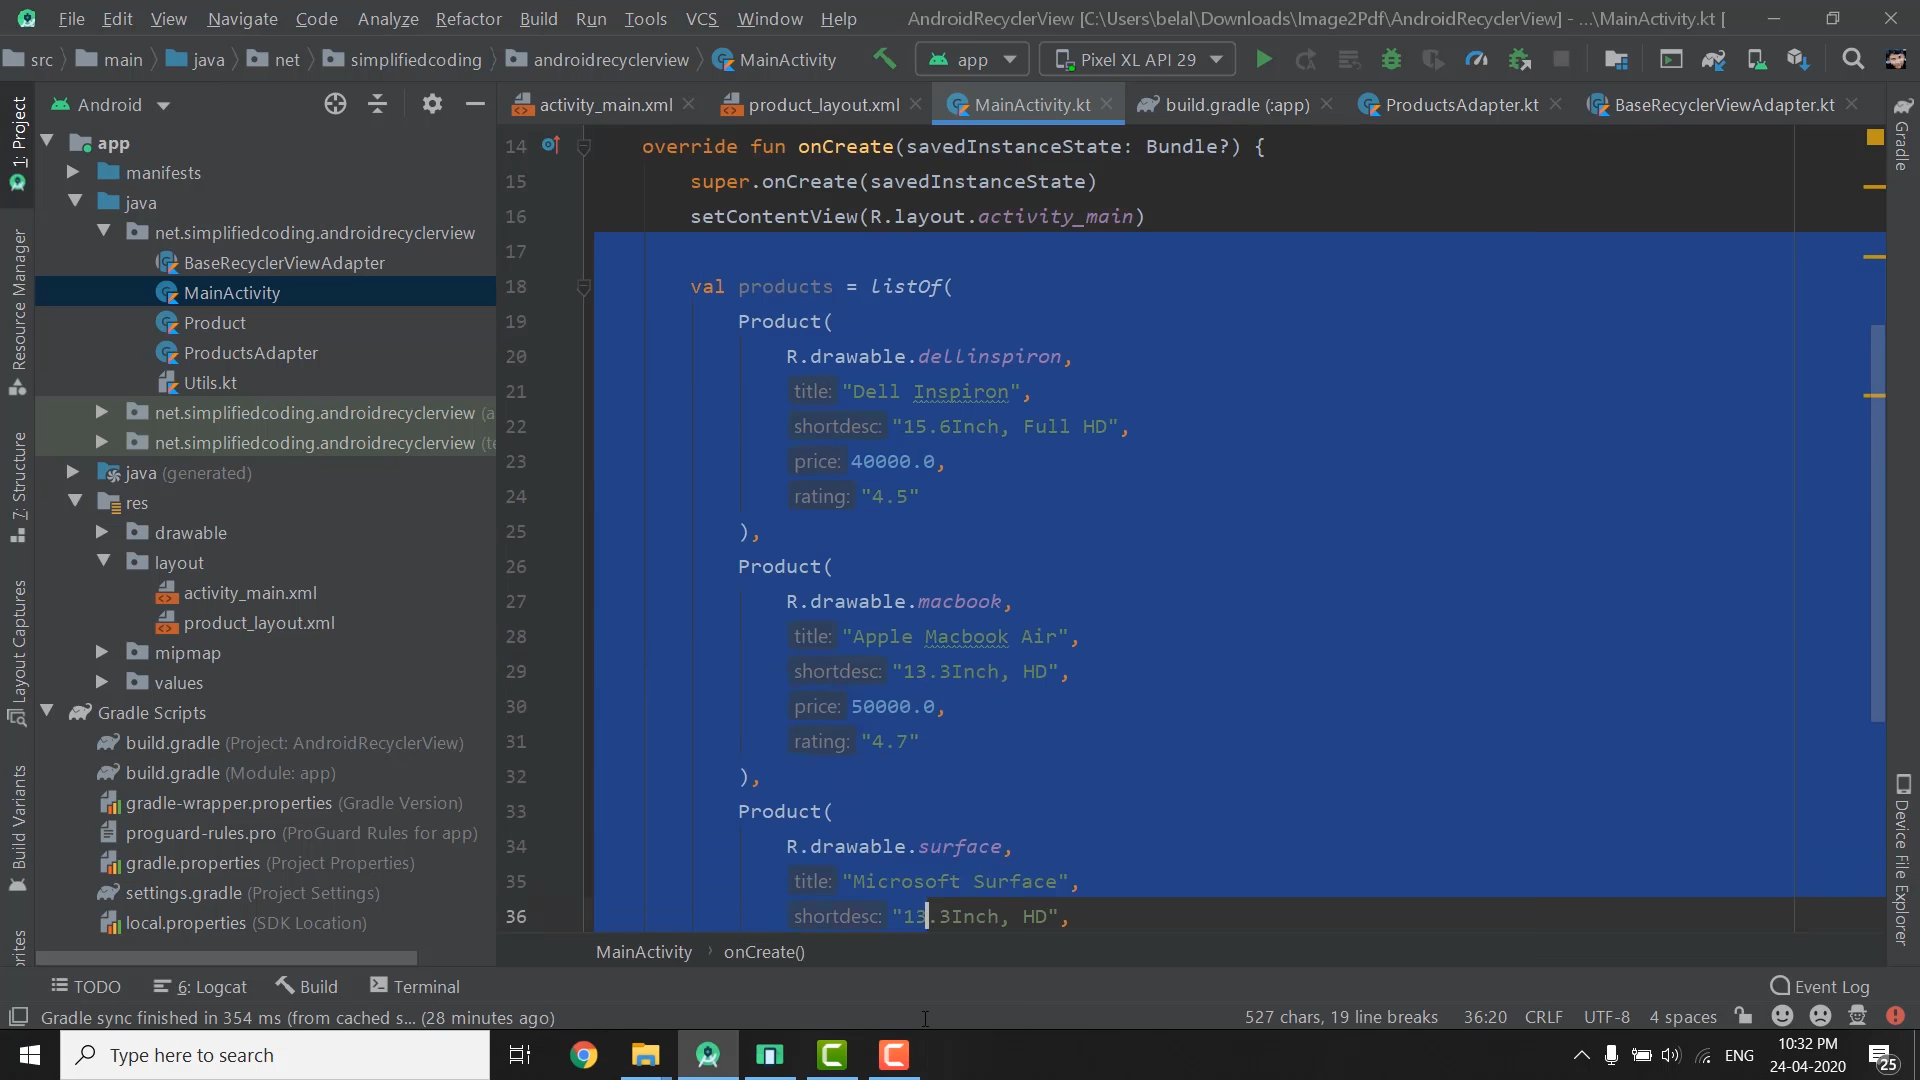 File Edit View Navigate Code Analyze Refactor Build Run Tools VCS Window Help AndroidRecyclerView [C:\Users\belal\Downloads\Image2Pdf\AndroidRecyclerView] - ...\MainActivity.kt [
src main java net simplifiedcoding androidrecyclerview MainActivity app Pixel XL API 29
Android
activity_main.xml product_layout.xml MainActivity.kt build.gradle (:app) ProductsAdapter.kt BaseRecyclerViewAdapter.kt
1: Project
Resource Manager
Z: Structure
Layout Captures
Build Variants
app
manifests
java
net.simplifiedcoding.androidrecyclerview
BaseRecyclerViewAdapter
MainActivity
Product
ProductsAdapter
Utils.kt
net.simplifiedcoding.androidrecyclerview (a
net.simplifiedcoding.androidrecyclerview (te
java (generated)
res
drawable
layout
activity_main.xml
product_layout.xml
mipmap
values
Gradle Scripts
build.gradle (Project: AndroidRecyclerView)
build.gradle (Module: app)
gradle-wrapper.properties (Gradle Version)
proguard-rules.pro (ProGuard Rules for app)
gradle.properties (Project Properties)
settings.gradle (Project Settings)
local.properties (SDK Location)
14 override fun onCreate(savedInstanceState: Bundle?) {
15 super.onCreate(savedInstanceState)
16 setContentView(R.layout.activity_main)
17
18 val products = listOf(
19 Product(
20 R.drawable.dellinspiron,
21 title: "Dell Inspiron",
22 shortdesc: "15.6Inch, Full HD",
23 price: 40000.0,
24 rating: "4.5"
25 ),
26 Product(
27 R.drawable.macbook,
28 title: "Apple Macbook Air",
29 shortdesc: "13.3Inch, HD",
30 price: 50000.0,
31 rating: "4.7"
32 ),
33 Product(
34 R.drawable.surface,
35 title: "Microsoft Surface",
36 shortdesc: "13.3Inch, HD",
MainActivity onCreate()
Gradle
Device File Explorer
TODO 6: Logcat Build Terminal Event Log
Gradle sync finished in 354 ms (from cached s... (28 minutes ago) 527 chars, 19 line breaks 36:20 CRLF UTF-8 4 spaces
Type here to search
ENG
10:32 PM
24-04-2020
25